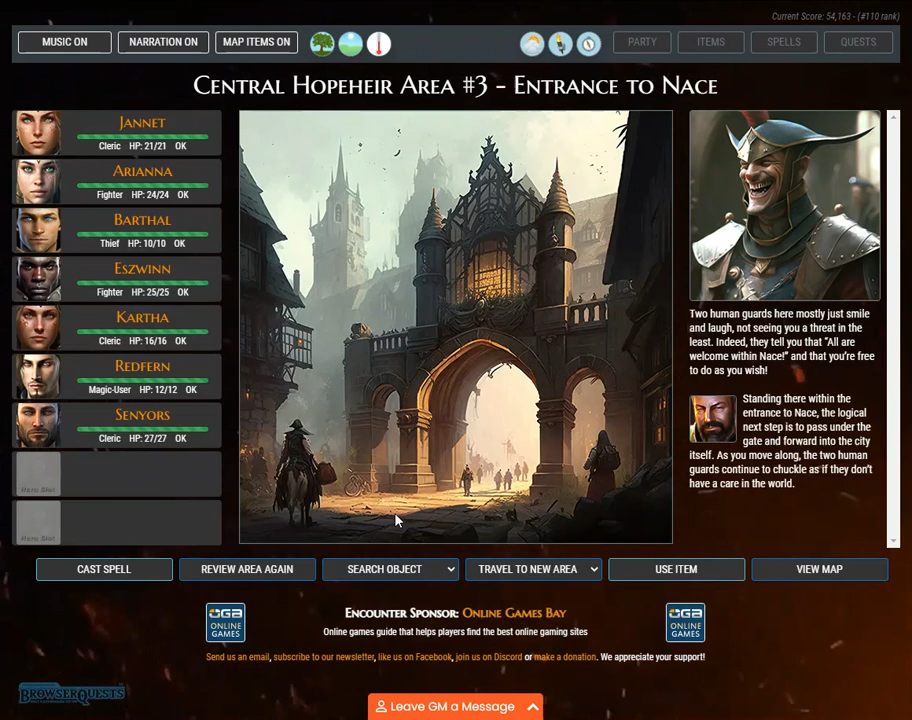 Current Score: 54,163 - (#110 rank)
MUSIC ON
NARRATION ON
MAP ITEMS ON
PARTY
ITEMS
SPELLS
QUESTS
Central Hopeheir Area #3 - Entrance to Nace
Jannet
Cleric HP: 21/21 OK
Arianna
Fighter HP: 24/24 OK
Barthal
Thief HP: 10/10 OK
Eszwinn
Fighter HP: 25/25 OK
Kartha
Cleric HP: 16/16 OK
Redfern
Magic-User HP: 12/12 OK
Senyors
Cleric HP: 27/27 OK
Hero Slot
Hero Slot
Two human guards here mostly just smile
and laugh, not seeing you a threat in the
least. Indeed, they tell you that "All are
welcome within Nace!" and that you're free
to do as you wish!
Standing there within the
entrance to Nace, the logical
next step is to pass under the
gate and forward into the city
itself. As you move along, the two human
guards continue to chuckle as if they don't
have a care in the world.
CAST SPELL
REVIEW AREA AGAIN
SEARCH OBJECT
TRAVEL TO NEW AREA
USE ITEM
VIEW MAP
OGB
ONLINE
GAMES
Encounter Sponsor: Online Games Bay
Online games guide that helps players find the best online gaming sites
OGB
ONLINE
GAMES
Send us an email, subscribe to our newsletter, like us on Facebook, join us on Discord or make a donation. We appreciate your support!
BrowserQuests
Leave GM a Message